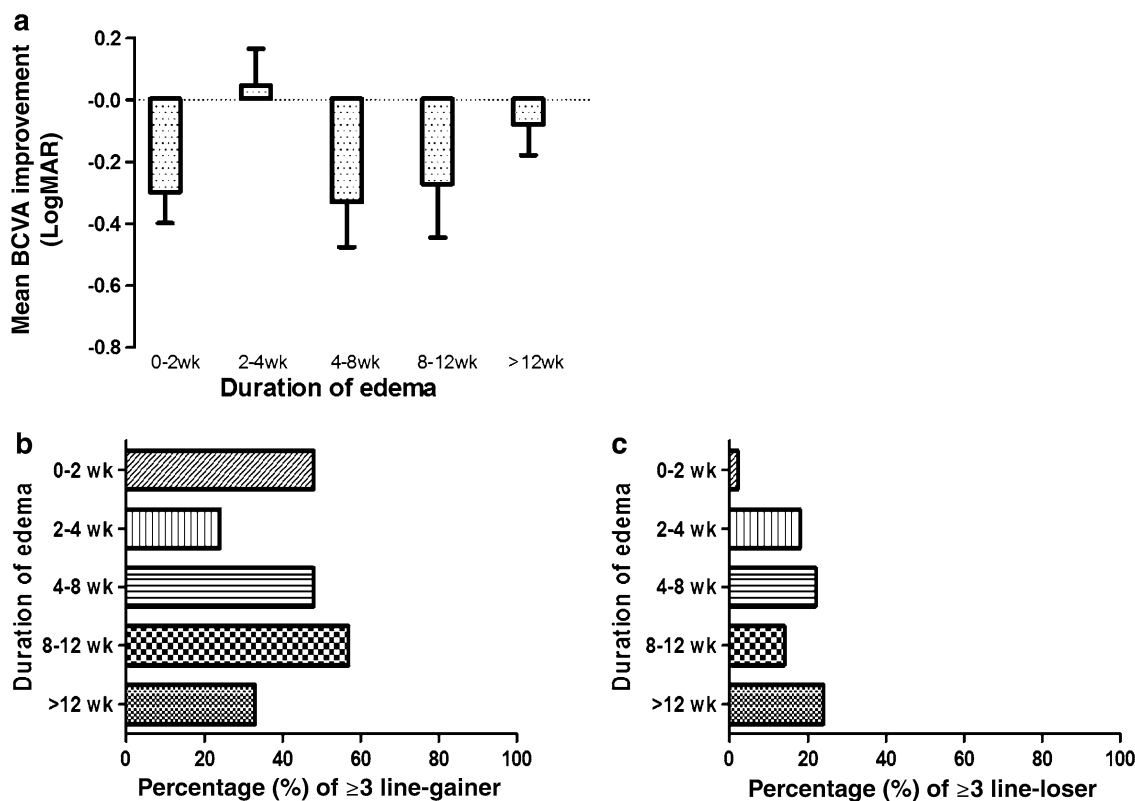 a
0.2
-0.0
-0.2
-0.4
-0.6
-0.8
Mean BCVA improvement
(LogMAR)
0-2wk 2-4wk 4-8wk 8-12wk >12wk
Duration of edema
b
Duration of edema
0-2 wk
2-4 wk
4-8 wk
8-12 wk
>12 wk
0 20 40 60 80 100
Percentage (%) of ≥3 line-gainer
c
Duration of edema
0-2 wk
2-4 wk
4-8 wk
8-12 wk
>12 wk
0 20 40 60 80 100
Percentage (%) of ≥3 line-loser